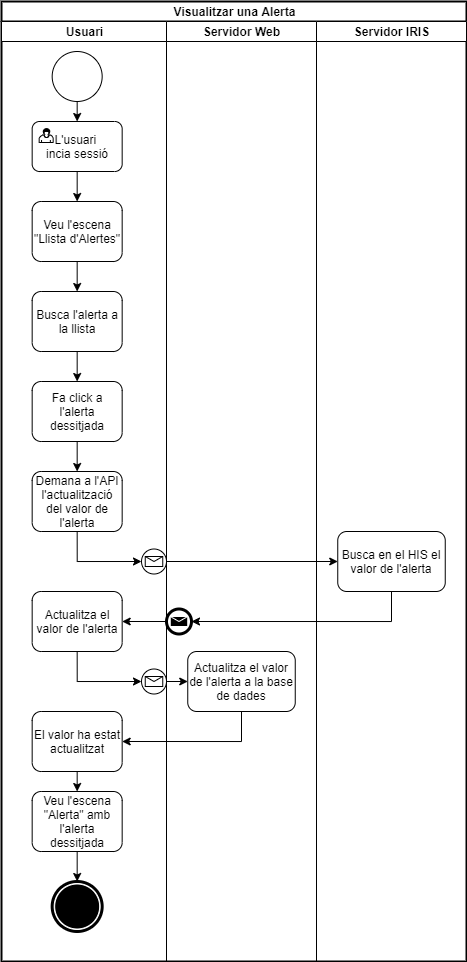 Visualitzar una Alerta
Usuari
Servidor Web
Servidor IRIS
L'usuari
incia sessió
Veu l'escena
"Llista d'Alertes"
Busca l'alerta a
la llista
Fa click a
l'alerta
dessitjada
Demana a l'API
l'actualització
del valor de
l'alerta
Busca en el HIS el
valor de l'alerta
Actualitza el
valor de l'alerta
Actualitza el valor
de l'alerta a la base
de dades
El valor ha estat
actualitzat
Veu l'escena
"Alerta" amb
l'alerta
dessitjada